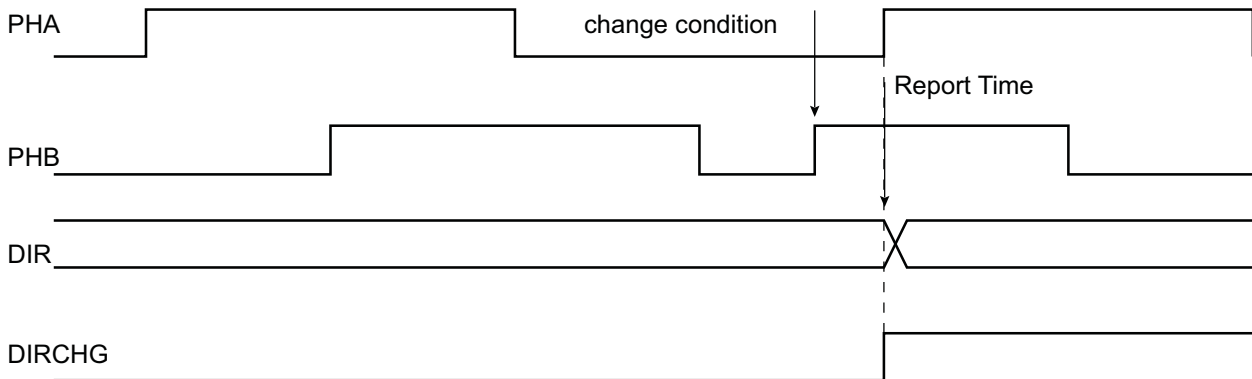 PHA
change condition
Report Time
PHB
DIR
DIRCHG